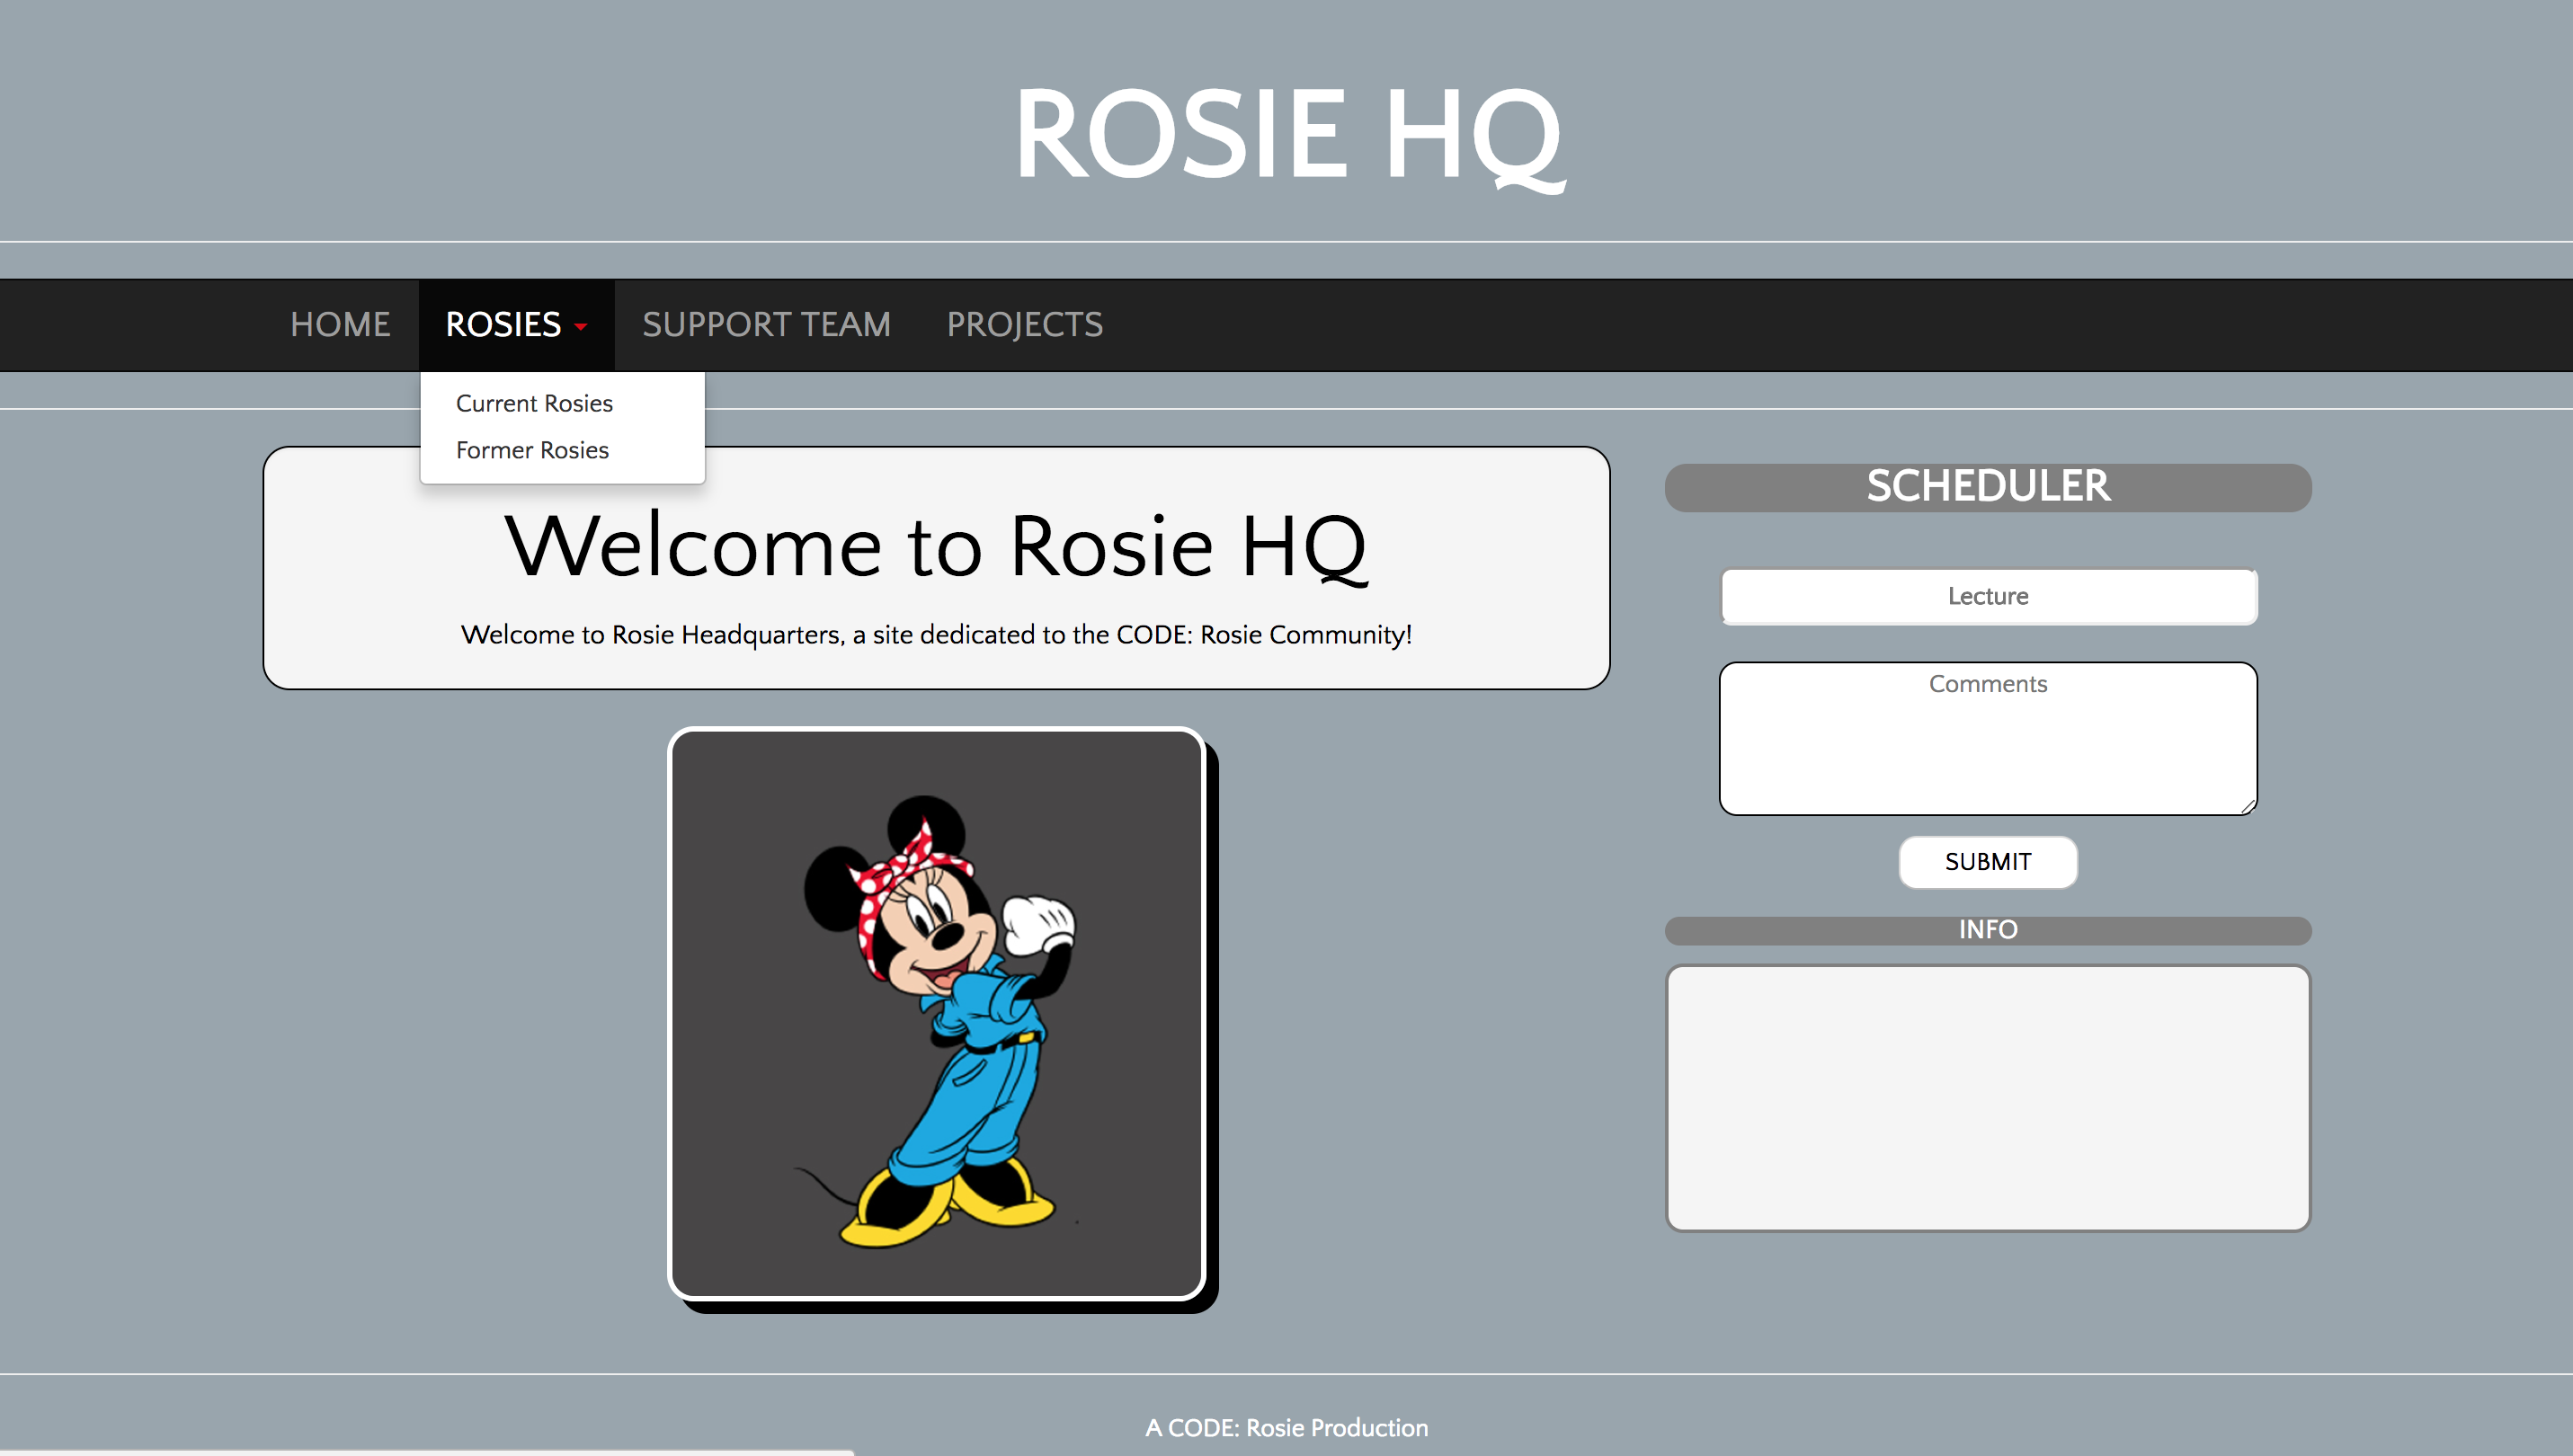 ROSIE HQ
HOME ROSIES SUPPORT TEAM PROJECTS
Current Rosies
Former Rosies
Welcome to Rosie HQ
Welcome to Rosie Headquarters, a site dedicated to the CODE: Rosie Community!
SCHEDULER
Lecture
Comments
SUBMIT
INFO
A CODE: Rosie Production